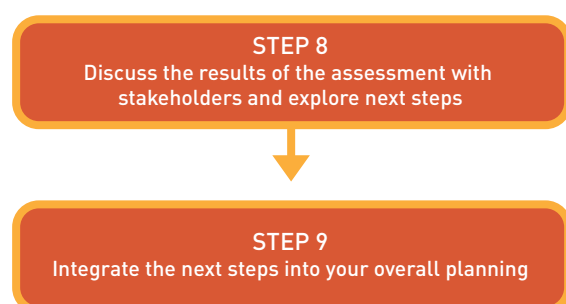 STEP 8
Discuss the results of the assessment with
stakeholders and explore next steps
STEP 9
Integrate the next steps into your overall planning